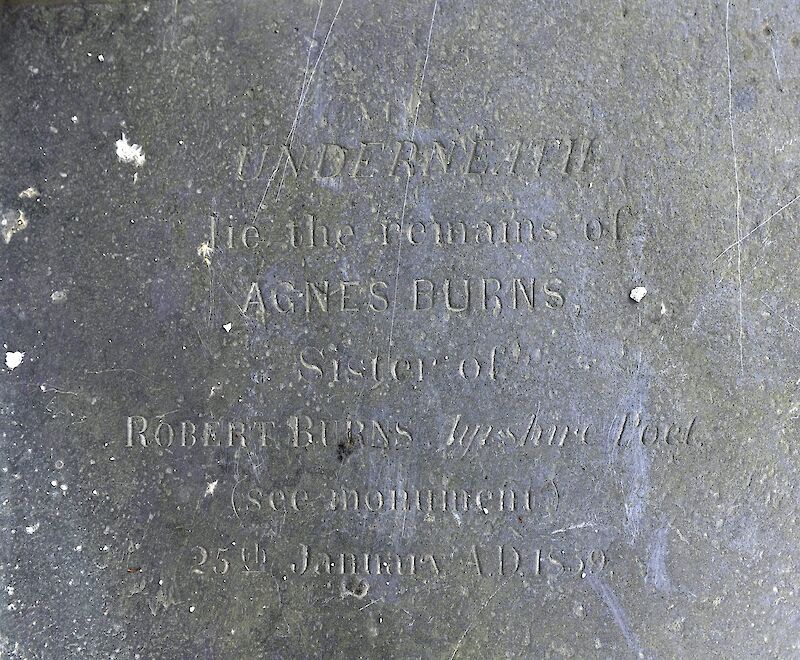 UNDERNEATH
lie the remains of
AGNES BURNS,
Sister of
ROBERT BURNS Ayrshire Poet.
(see monument)
25th January A.D. 1859